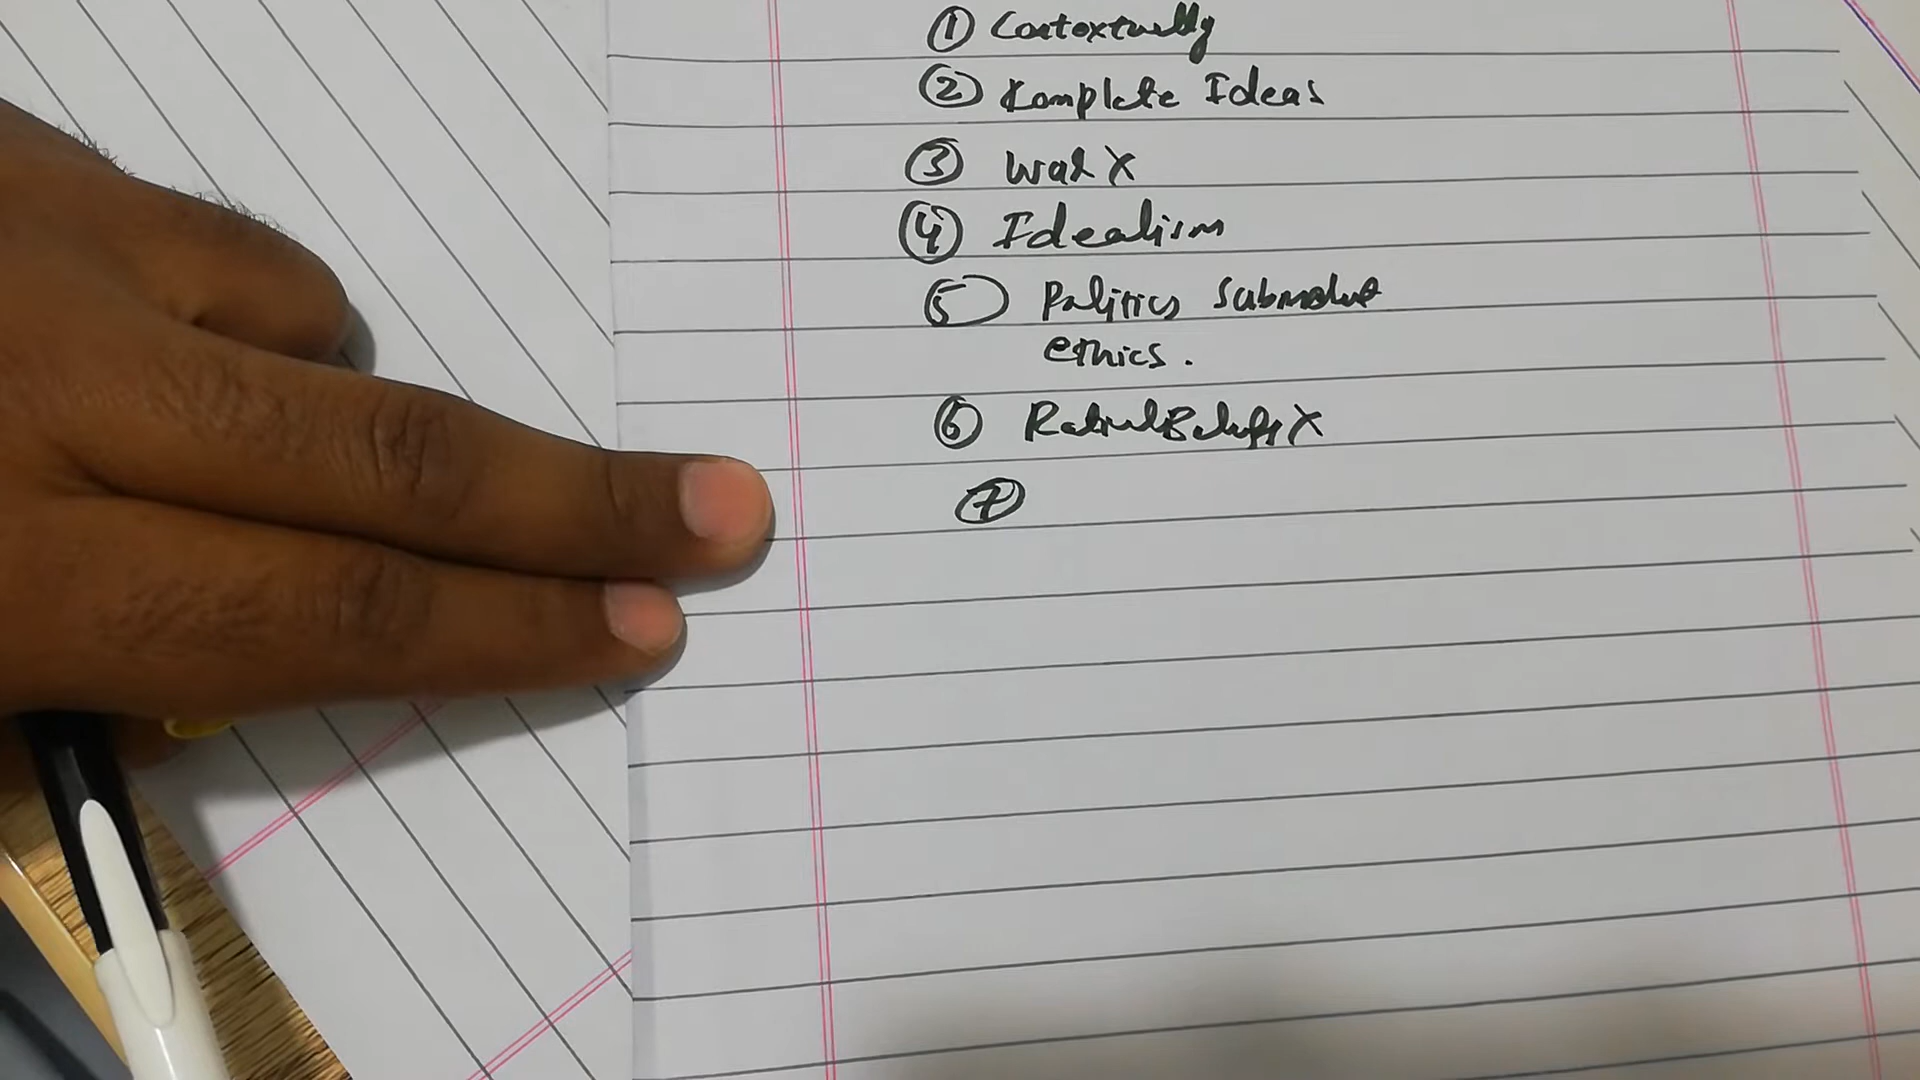 ① Contextually
② Komplete Ideas
③ War X
④ Idealism
⑤ Politics
ethics.
⑥ X
⑦